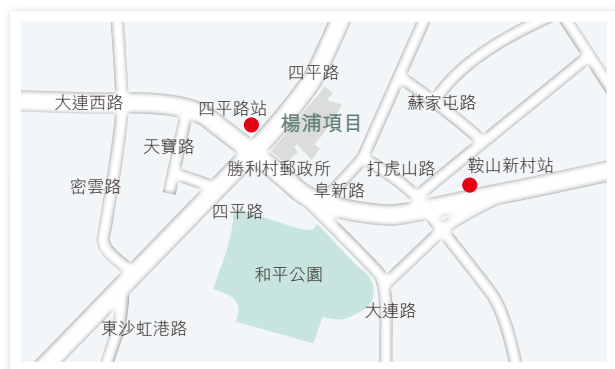 四平路
大連西路
四平路站
蘇家屯路
楊浦項目
天寶路
勝利村郵政所
打虎山路
鞍山新村站
密雲路
阜新路
四平路
和平公園
大連路
東沙虹港路